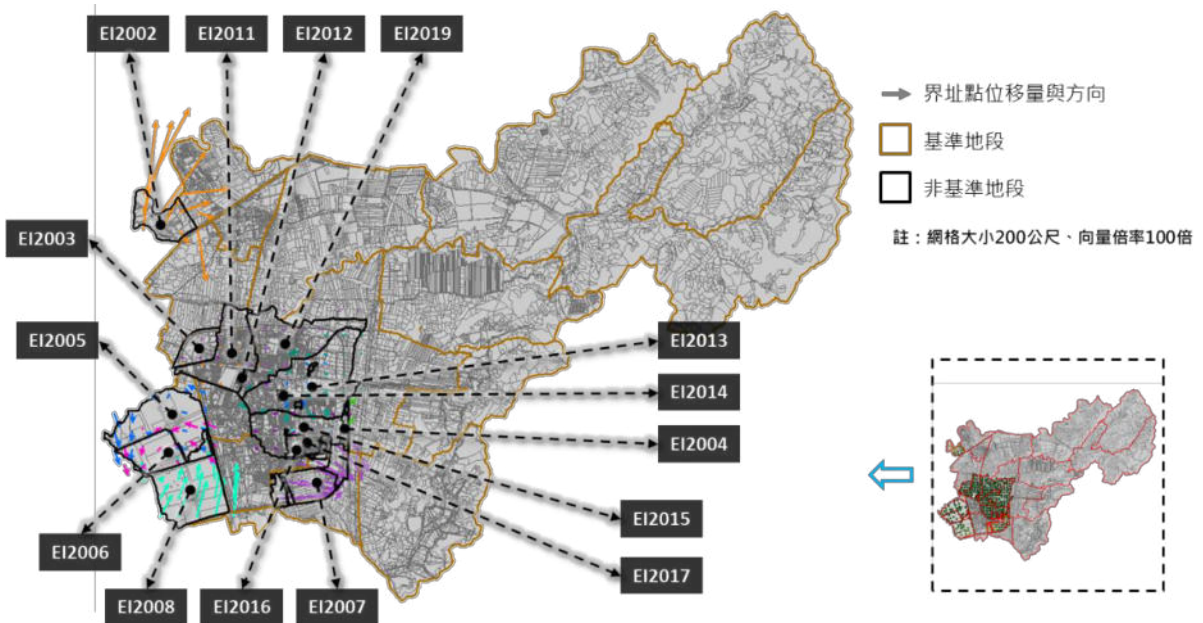 EI2002
EI2011
EI2012
EI2019
界址點位移量與方向
基準地段
非基準地段
註：網格大小200公尺、向量倍率100倍
EI2003
EI2005
EI2013
EI2014
EI2004
EI2015
EI2017
EI2006
EI2008
EI2016
EI2007